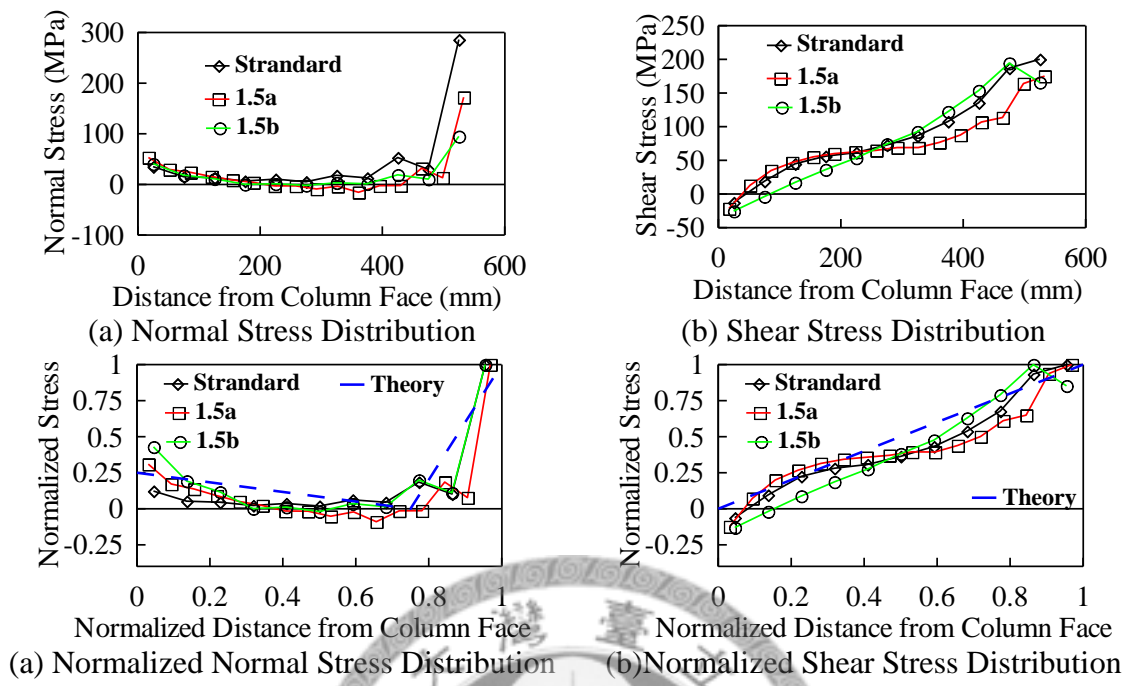 300
200
100
0
-100
Normal Stress (MPa)
Strandard
1.5a
1.5b
0 200 400 600
Distance from Column Face (mm)
(a) Normal Stress Distribution
250
200
150
100
50
0
-50
Shear Stress (MPa)
Strandard
1.5a
1.5b
0 200 400 600
Distance from Column Face (mm)
(b) Shear Stress Distribution
1
0.75
0.5
0.25
0
-0.25
Normalized Stress
Strandard
Theory
1.5a
1.5b
0 0.2 0.4 0.6 0.8 1
Normalized Distance from Column Face
(a) Normalized Normal Stress Distribution
1
0.75
0.5
0.25
0
-0.25
Normalized Stress
Strandard
1.5a
1.5b
Theory
0 0.2 0.4 0.6 0.8 1
Normalized Distance from Column Face
(b)Normalized Shear Stress Distribution
灣 臺